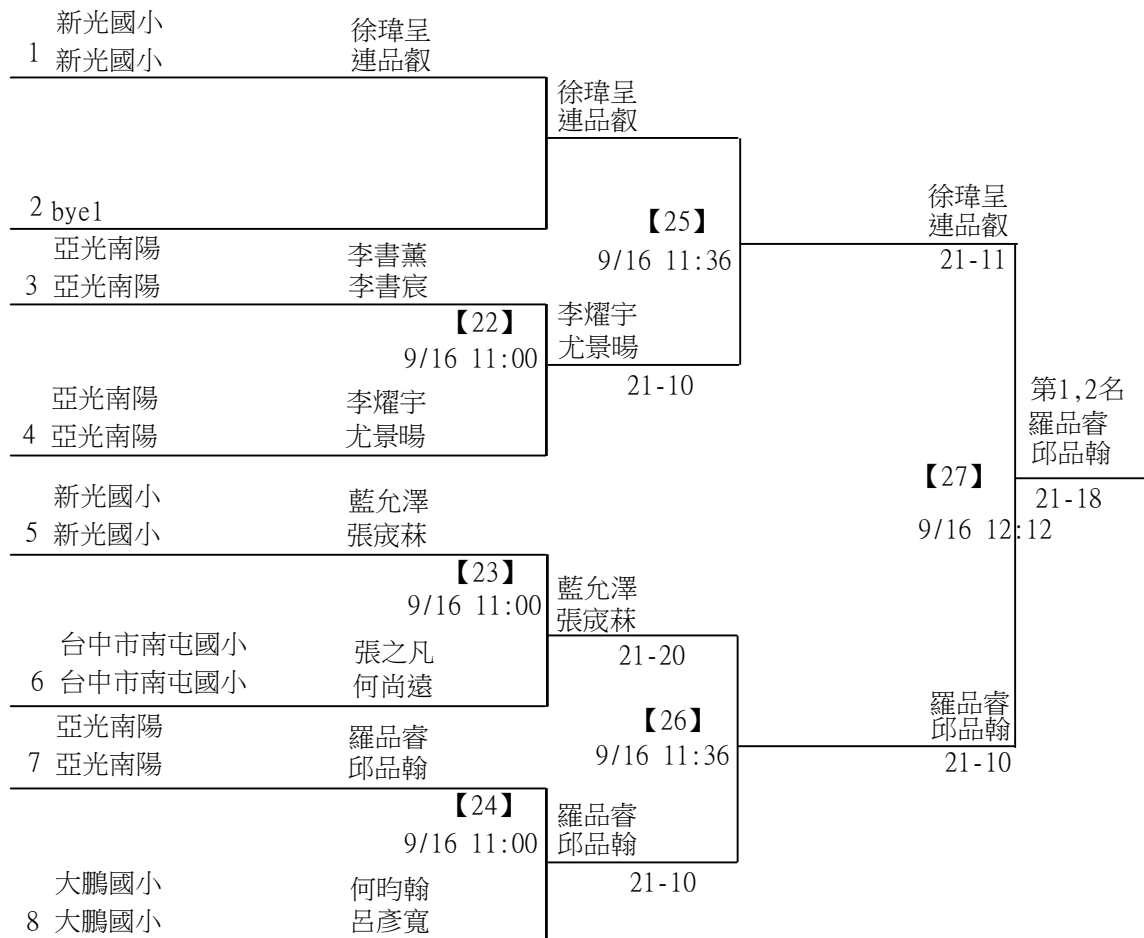 新光國小 徐瑋呈
1 新光國小 連品叡
徐瑋呈
連品叡
2 bye1
【25】
9/16 11:36
徐瑋呈
連品叡
21-11
亞光南陽 李書薰
3 亞光南陽 李書宸
【22】
9/16 11:00
李燿宇
尤景暘
21-10
亞光南陽 李燿宇
4 亞光南陽 尤景暘
第1,2名
羅品睿
邱品翰
21-18
【27】
9/16 12:12
新光國小 藍允澤
5 新光國小 張宬菻
【23】
9/16 11:00
藍允澤
張宬菻
21-20
台中市南屯國小 張之凡
6 台中市南屯國小 何尚遠
【26】
9/16 11:36
羅品睿
邱品翰
21-10
亞光南陽 羅品睿
7 亞光南陽 邱品翰
【24】
9/16 11:00
羅品睿
邱品翰
21-10
大鵬國小 何昀翰
8 大鵬國小 呂彥寬